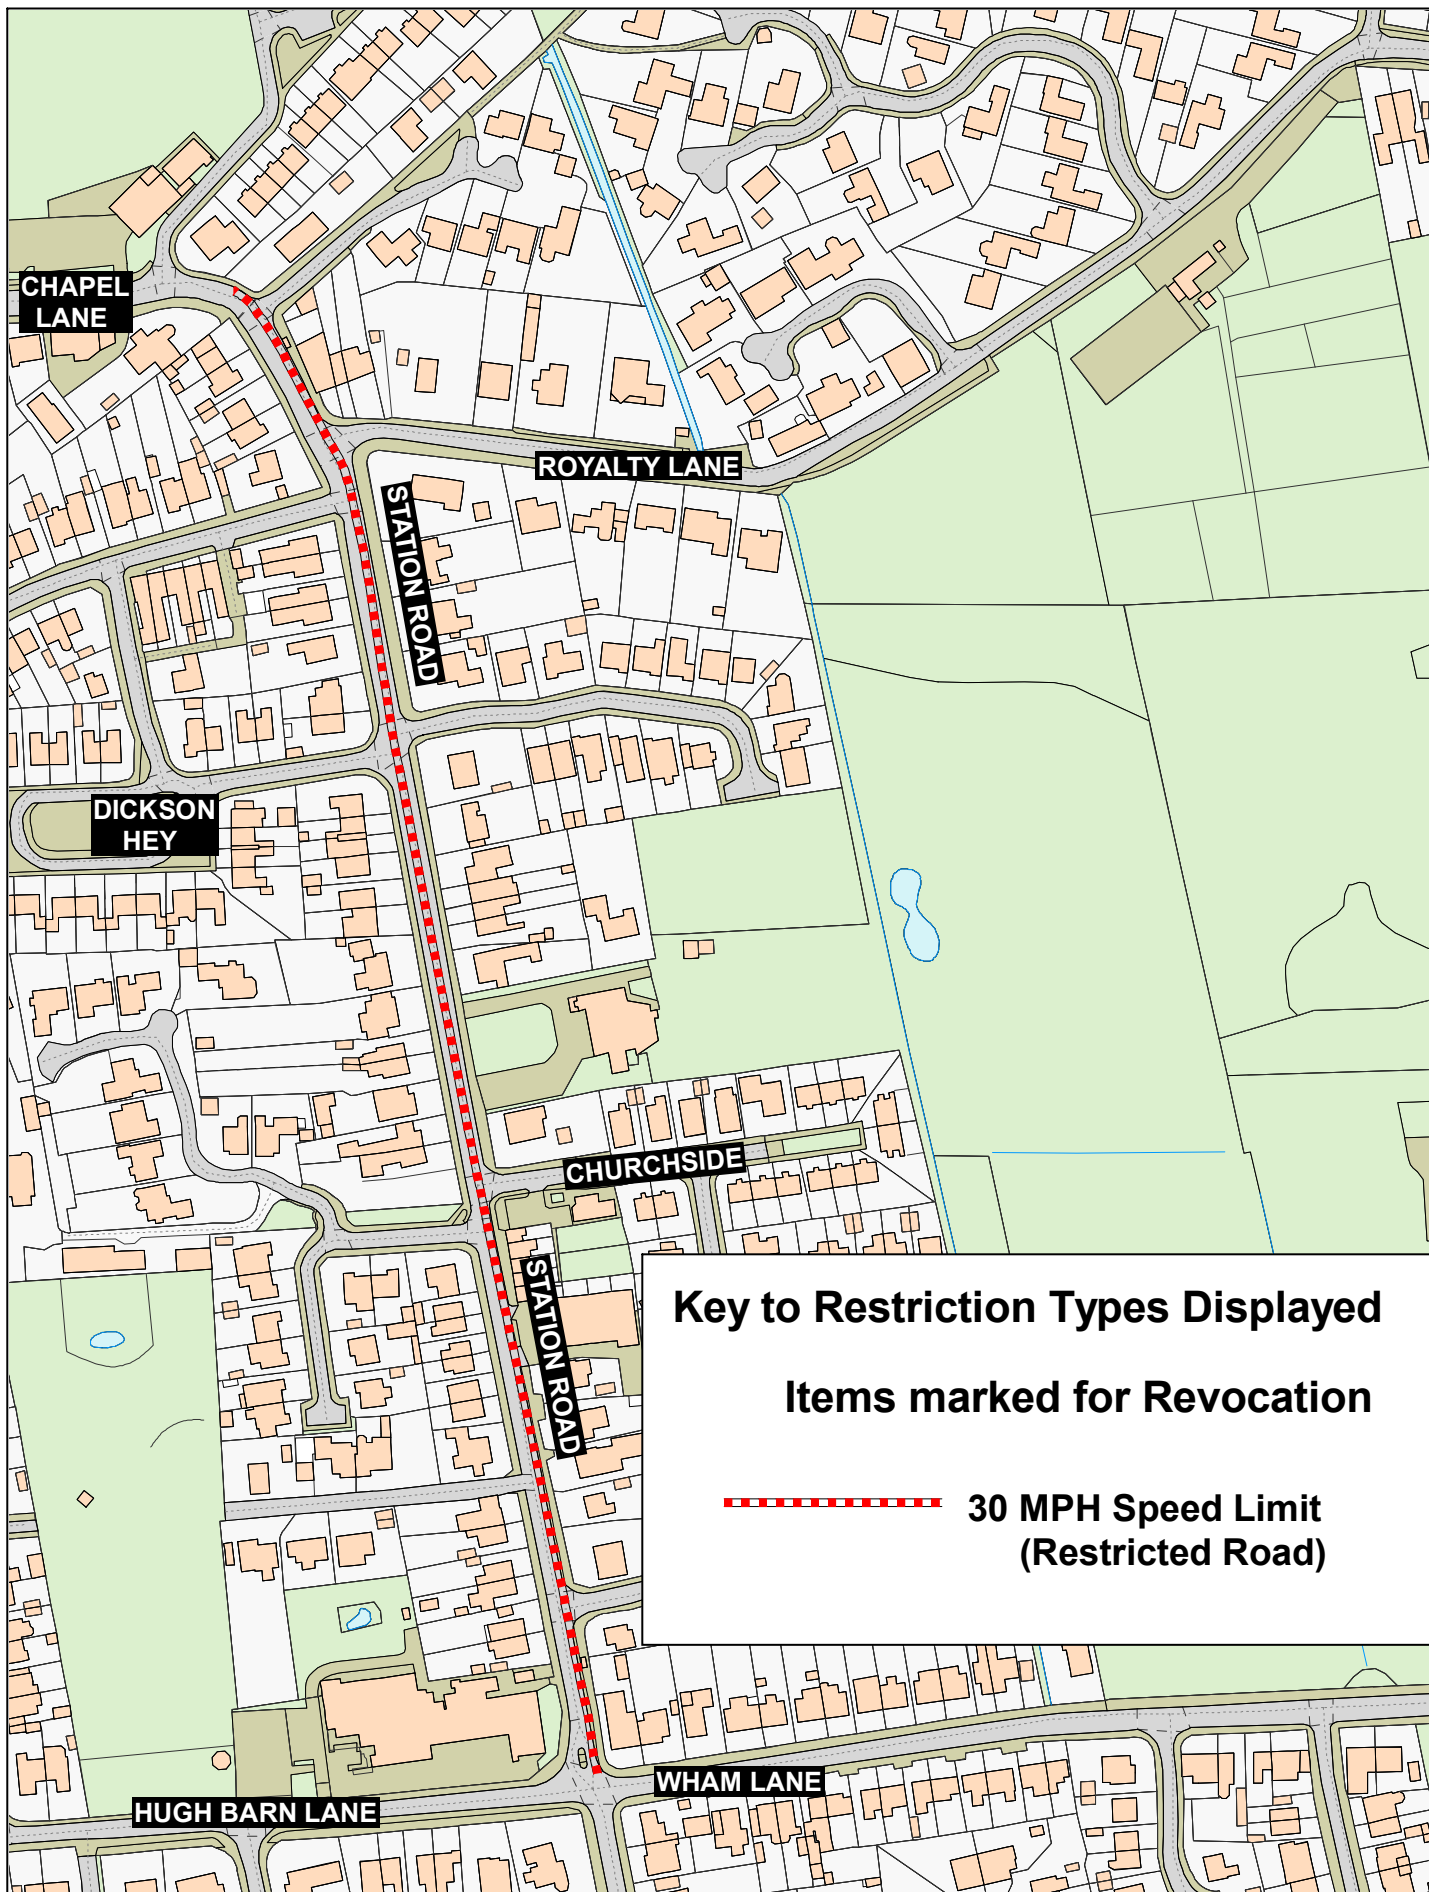 CHAPEL
LANE
ROYALTY LANE
STATION ROAD
DICKSON
HEY
CHURCHSIDE
STATION ROAD
Key to Restriction Types Displayed
Items marked for Revocation
30 MPH Speed Limit
(Restricted Road)
WHAM LANE
HUGH BARN LANE